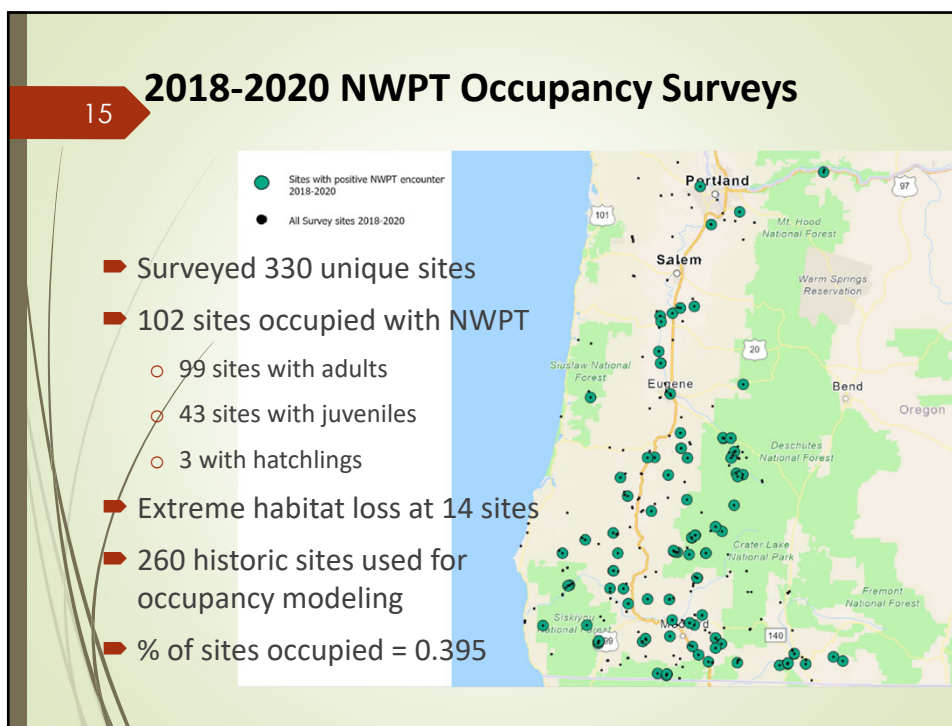 2018-2020 NWPT Occupancy Surveys
15
Sites with positive NWPT encounter
2018-2020
All Survey sites 2018-2020
Surveyed 330 unique sites
102 sites occupied with NWPT
99 sites with adults
43 sites with juveniles
3 with hatchlings
Extreme habitat loss at 14 sites
260 historic sites used for
occupancy modeling
% of sites occupied = 0.395
Portland
97
101
Mt. Hood
National Forest
Salem
Warm Springs
Reservation
20
Siuslaw National
Forest
Eugene
Bend
Oregon
Deschutes
National Forest
Crater Lake
National Park
Fremont
National Forest
Siskiyou
National Forest
140